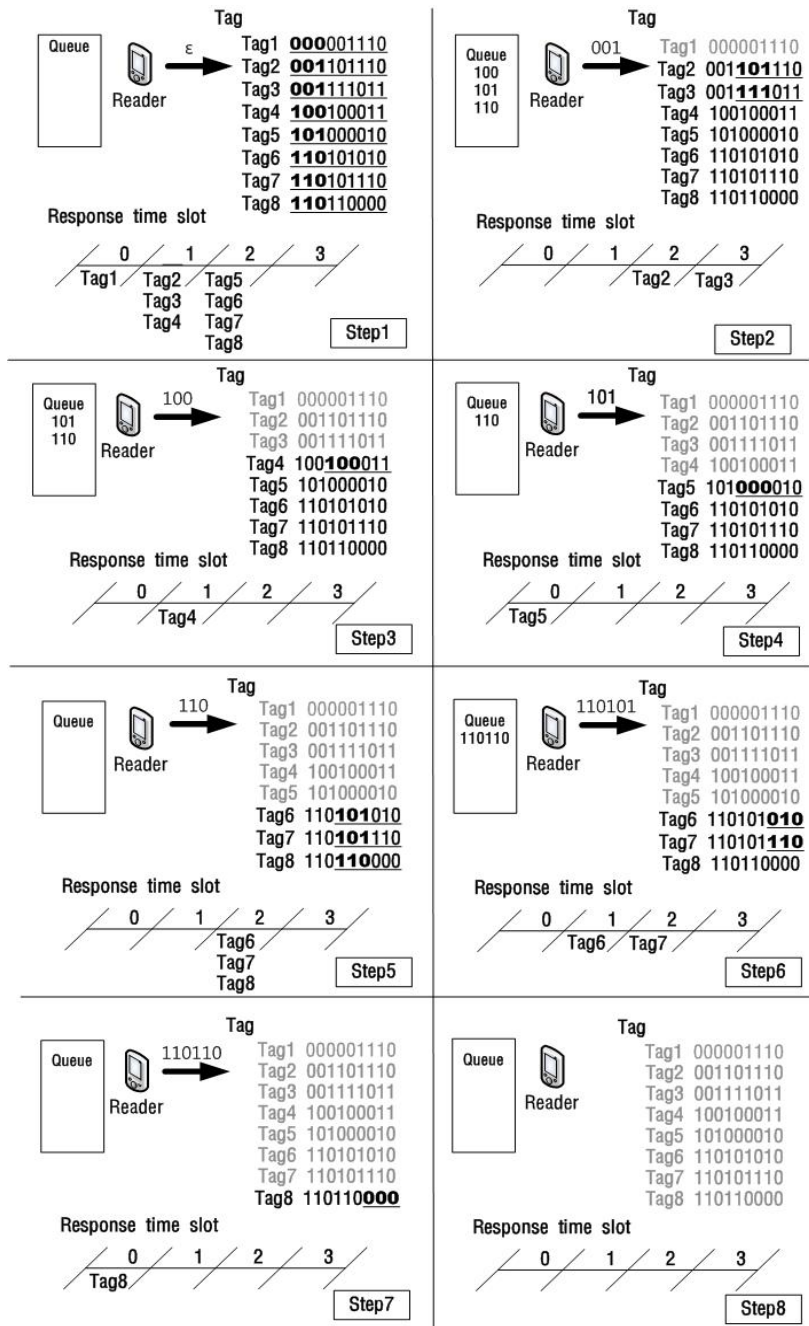 Tag
Queue
ε
Reader
Tag1 000001110
Tag2 001101110
Tag3 001111011
Tag4 100100011
Tag5 101000010
Tag6 110101010
Tag7 110101110
Tag8 110110000
Response time slot
0 1 2 3
Tag1 Tag2 Tag5
Tag3 Tag6
Tag4 Tag7
Tag8
Step1
Tag
Queue
100
101
110
001
Reader
Tag1 000001110
Tag2 001101110
Tag3 001111011
Tag4 100100011
Tag5 101000010
Tag6 110101010
Tag7 110101110
Tag8 110110000
Response time slot
0 1 2 3
Tag2 Tag3
Step2
Tag
Queue
101
110
100
Reader
Tag1 000001110
Tag2 001101110
Tag3 001111011
Tag4 100100011
Tag5 101000010
Tag6 110101010
Tag7 110101110
Tag8 110110000
Response time slot
0 1 2 3
Tag4
Step3
Tag
Queue
110
101
Reader
Tag1 000001110
Tag2 001101110
Tag3 001111011
Tag4 100100011
Tag5 101000010
Tag6 110101010
Tag7 110101110
Tag8 110110000
Response time slot
0 1 2 3
Tag5
Step4
Tag
Queue
110
Reader
Tag1 000001110
Tag2 001101110
Tag3 001111011
Tag4 100100011
Tag5 101000010
Tag6 110101010
Tag7 110101110
Tag8 110110000
Response time slot
0 1 2 3
Tag6
Tag7
Tag8
Step5
Tag
Queue
110110
110101
Reader
Tag1 000001110
Tag2 001101110
Tag3 001111011
Tag4 100100011
Tag5 101000010
Tag6 110101010
Tag7 110101110
Tag8 110110000
Response time slot
0 1 2 3
Tag6 Tag7
Step6
Tag
Queue
110110
Reader
Tag1 000001110
Tag2 001101110
Tag3 001111011
Tag4 100100011
Tag5 101000010
Tag6 110101010
Tag7 110101110
Tag8 110110000
Response time slot
0 1 2 3
Tag8
Step7
Tag
Queue
Reader
Tag1 000001110
Tag2 001101110
Tag3 001111011
Tag4 100100011
Tag5 101000010
Tag6 110101010
Tag7 110101110
Tag8 110110000
Response time slot
0 1 2 3
Step8